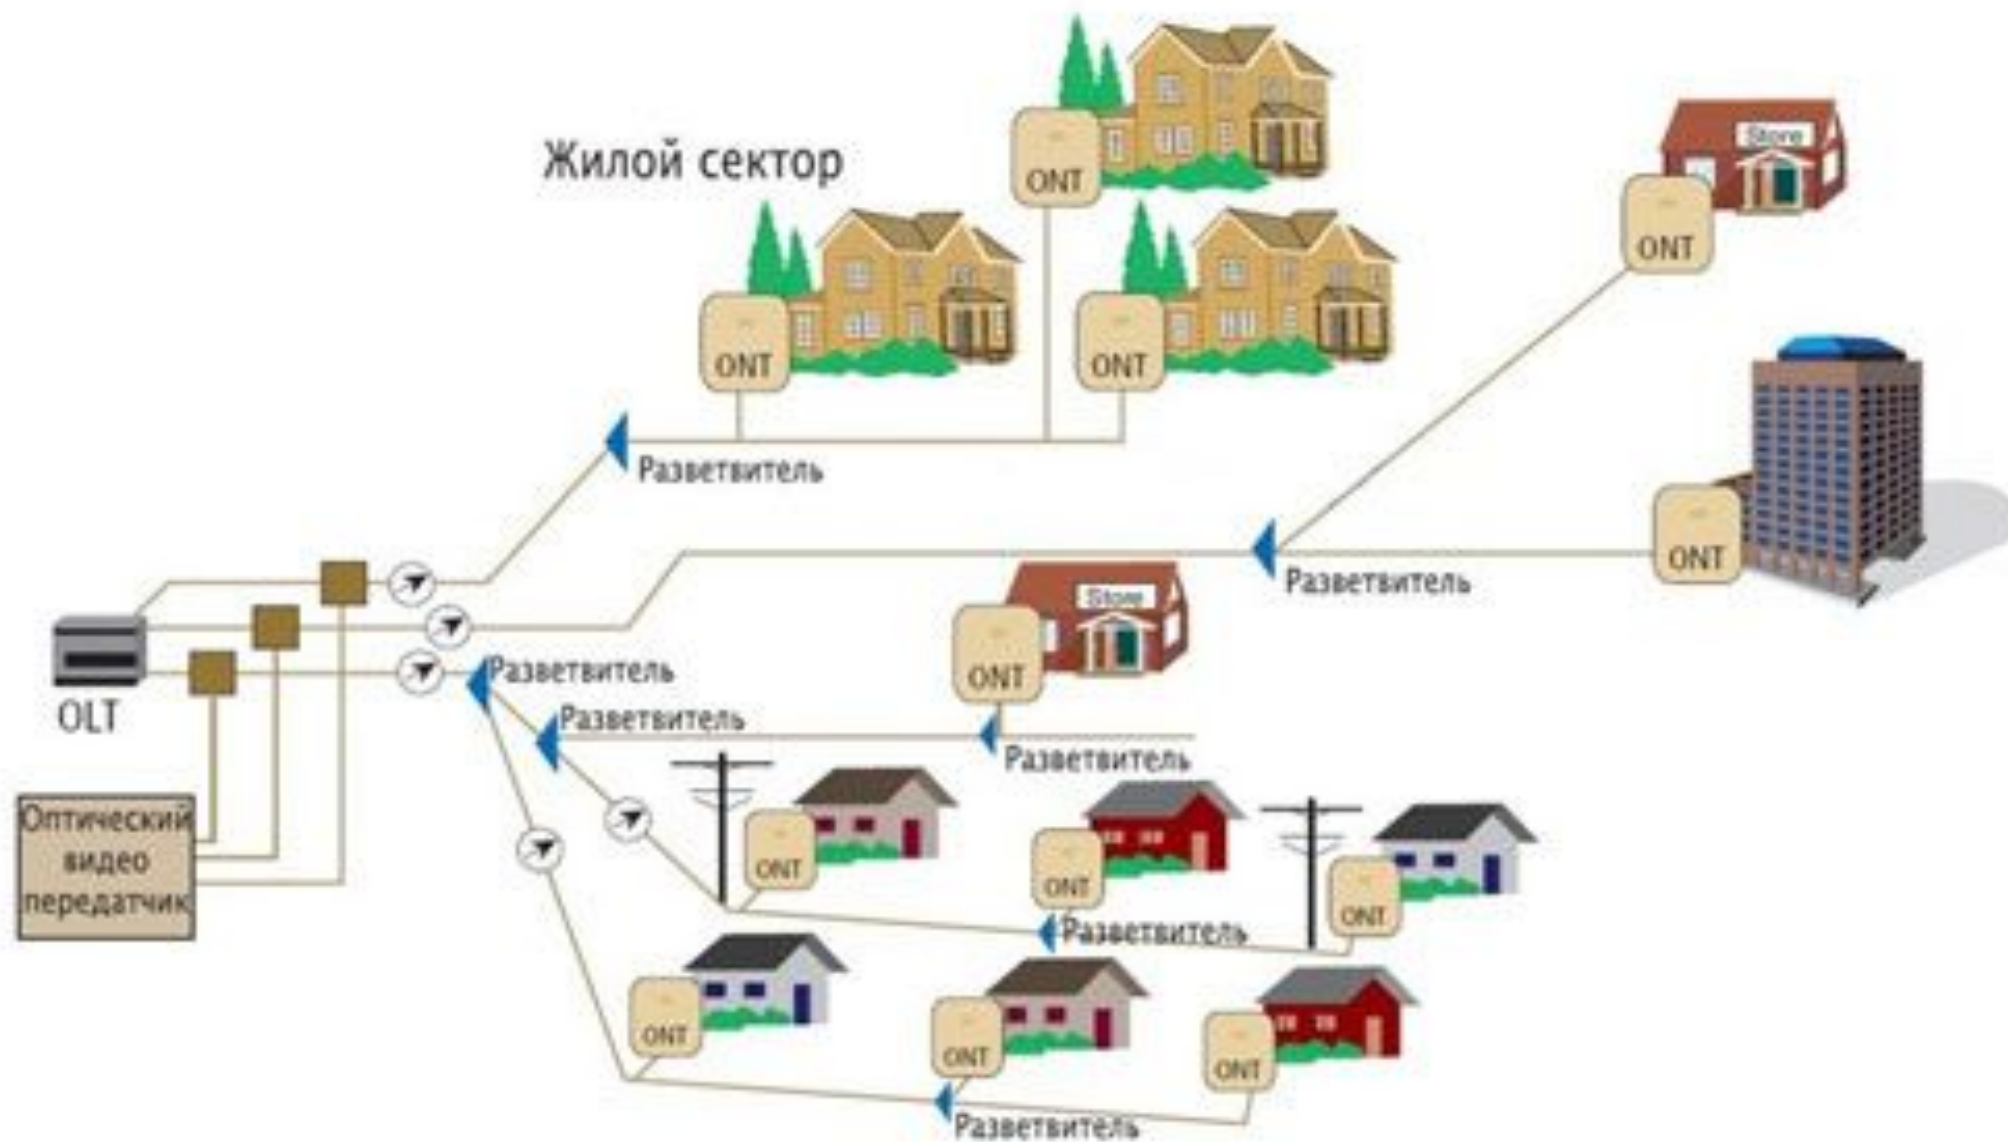 Жилой сектор
ONT
Store
ONT
ONT
ONT
Разветвитель
ONT
Разветвитель
Store
ONT
OLT
Разветвитель
Разветвитель
Разветвитель
Оптический
видео
передатчик
ONT
ONT
ONT
Разветвитель
ONT
ONT
ONT
Разветвитель